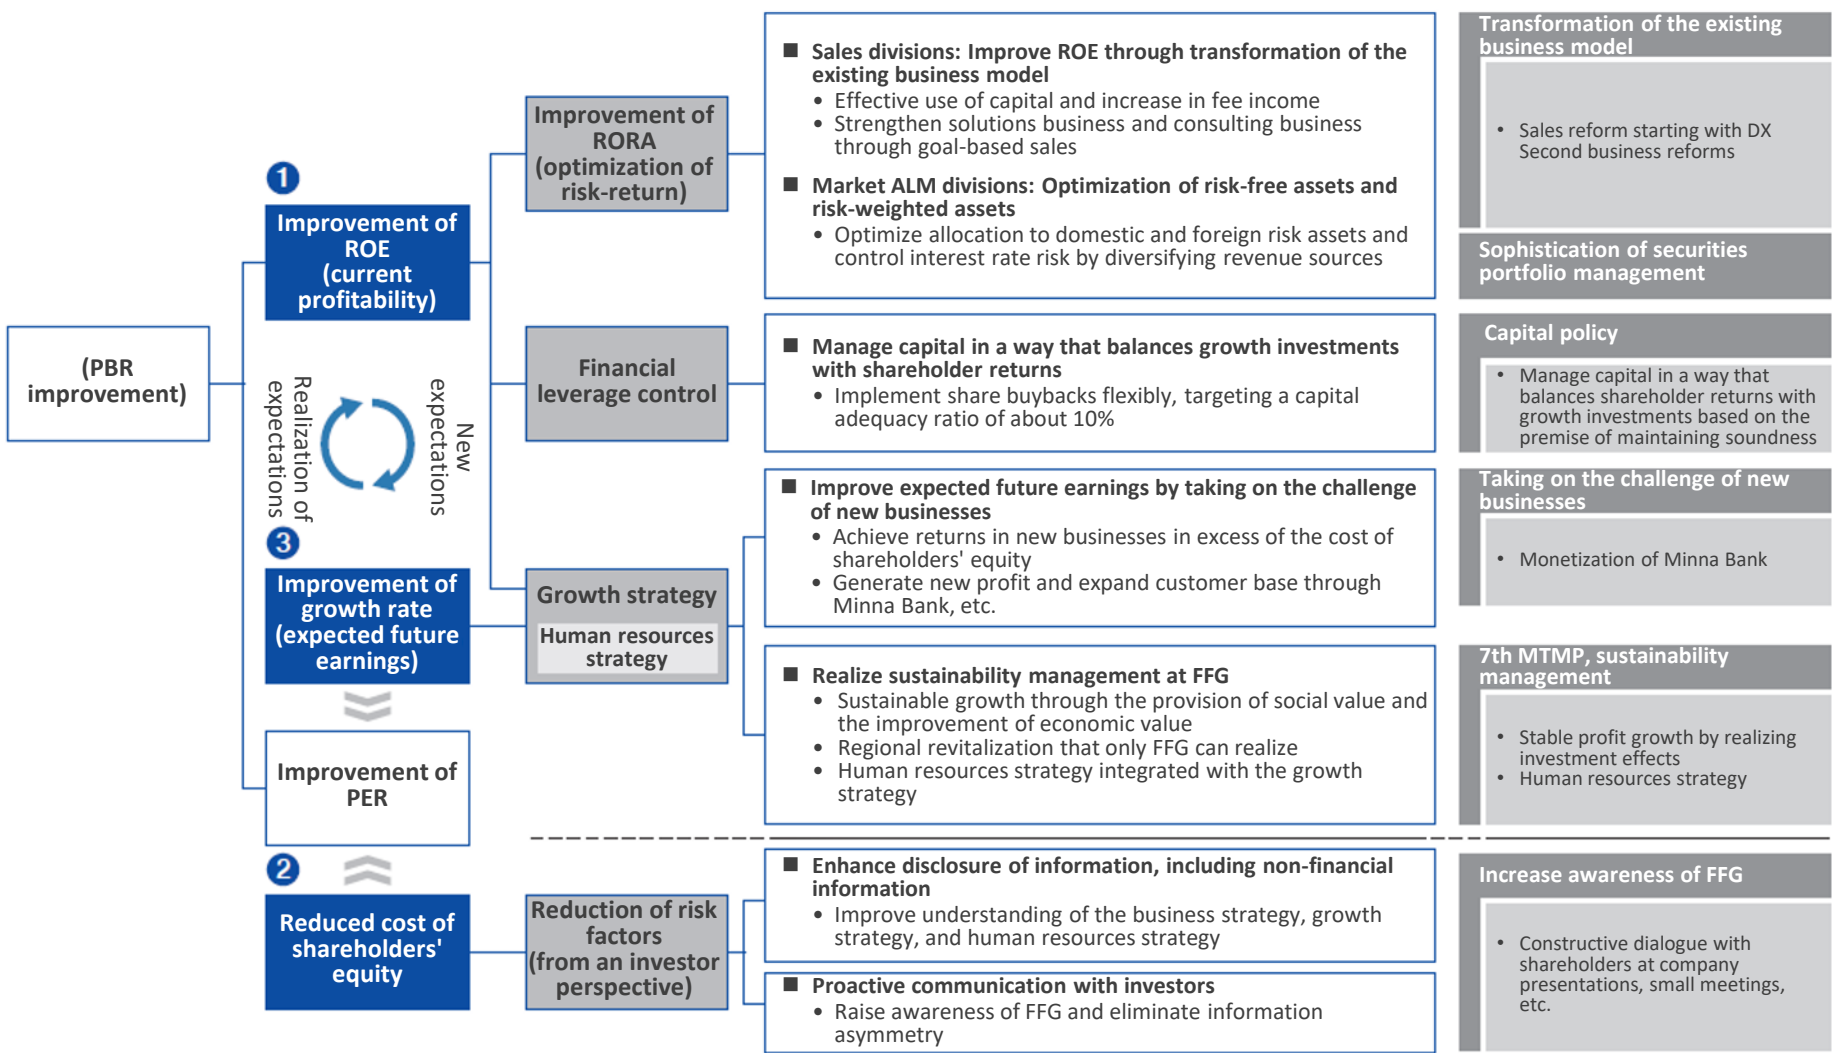 (PBR
improvement)
1
Improvement of
ROE
(current
profitability)
Realization of
expectations
New
expectations
3
Improvement of
growth rate
(expected future
earnings)
Improvement of
PER
2
Reduced cost of
shareholders'
equity
Improvement of
RORA
(optimization of
risk-return)
Financial
leverage control
Growth strategy
Human resources
strategy
Reduction of risk
factors
(from an investor
perspective)
■ Sales divisions: Improve ROE through transformation of the
existing business model
• Effective use of capital and increase in fee income
• Strengthen solutions business and consulting business
through goal-based sales
■ Market ALM divisions: Optimization of risk-free assets and
risk-weighted assets
• Optimize allocation to domestic and foreign risk assets and
control interest rate risk by diversifying revenue sources
■ Manage capital in a way that balances growth investments
with shareholder returns
• Implement share buybacks flexibly, targeting a capital
adequacy ratio of about 10%
■ Improve expected future earnings by taking on the challenge
of new businesses
• Achieve returns in new businesses in excess of the cost of
shareholders' equity
• Generate new profit and expand customer base through
Minna Bank, etc.
■ Realize sustainability management at FFG
• Sustainable growth through the provision of social value and
the improvement of economic value
• Regional revitalization that only FFG can realize
• Human resources strategy integrated with the growth
strategy
■ Enhance disclosure of information, including non-financial
information
• Improve understanding of the business strategy, growth
strategy, and human resources strategy
■ Proactive communication with investors
• Raise awareness of FFG and eliminate information
asymmetry
Transformation of the existing
business model
• Sales reform starting with DX
Second business reforms
Sophistication of securities
portfolio management
Capital policy
• Manage capital in a way that
balances shareholder returns with
growth investments based on the
premise of maintaining soundness
Taking on the challenge of new
businesses
• Monetization of Minna Bank
7th MTMP, sustainability
management
• Stable profit growth by realizing
investment effects
• Human resources strategy
Increase awareness of FFG
• Constructive dialogue with
shareholders at company
presentations, small meetings,
etc.